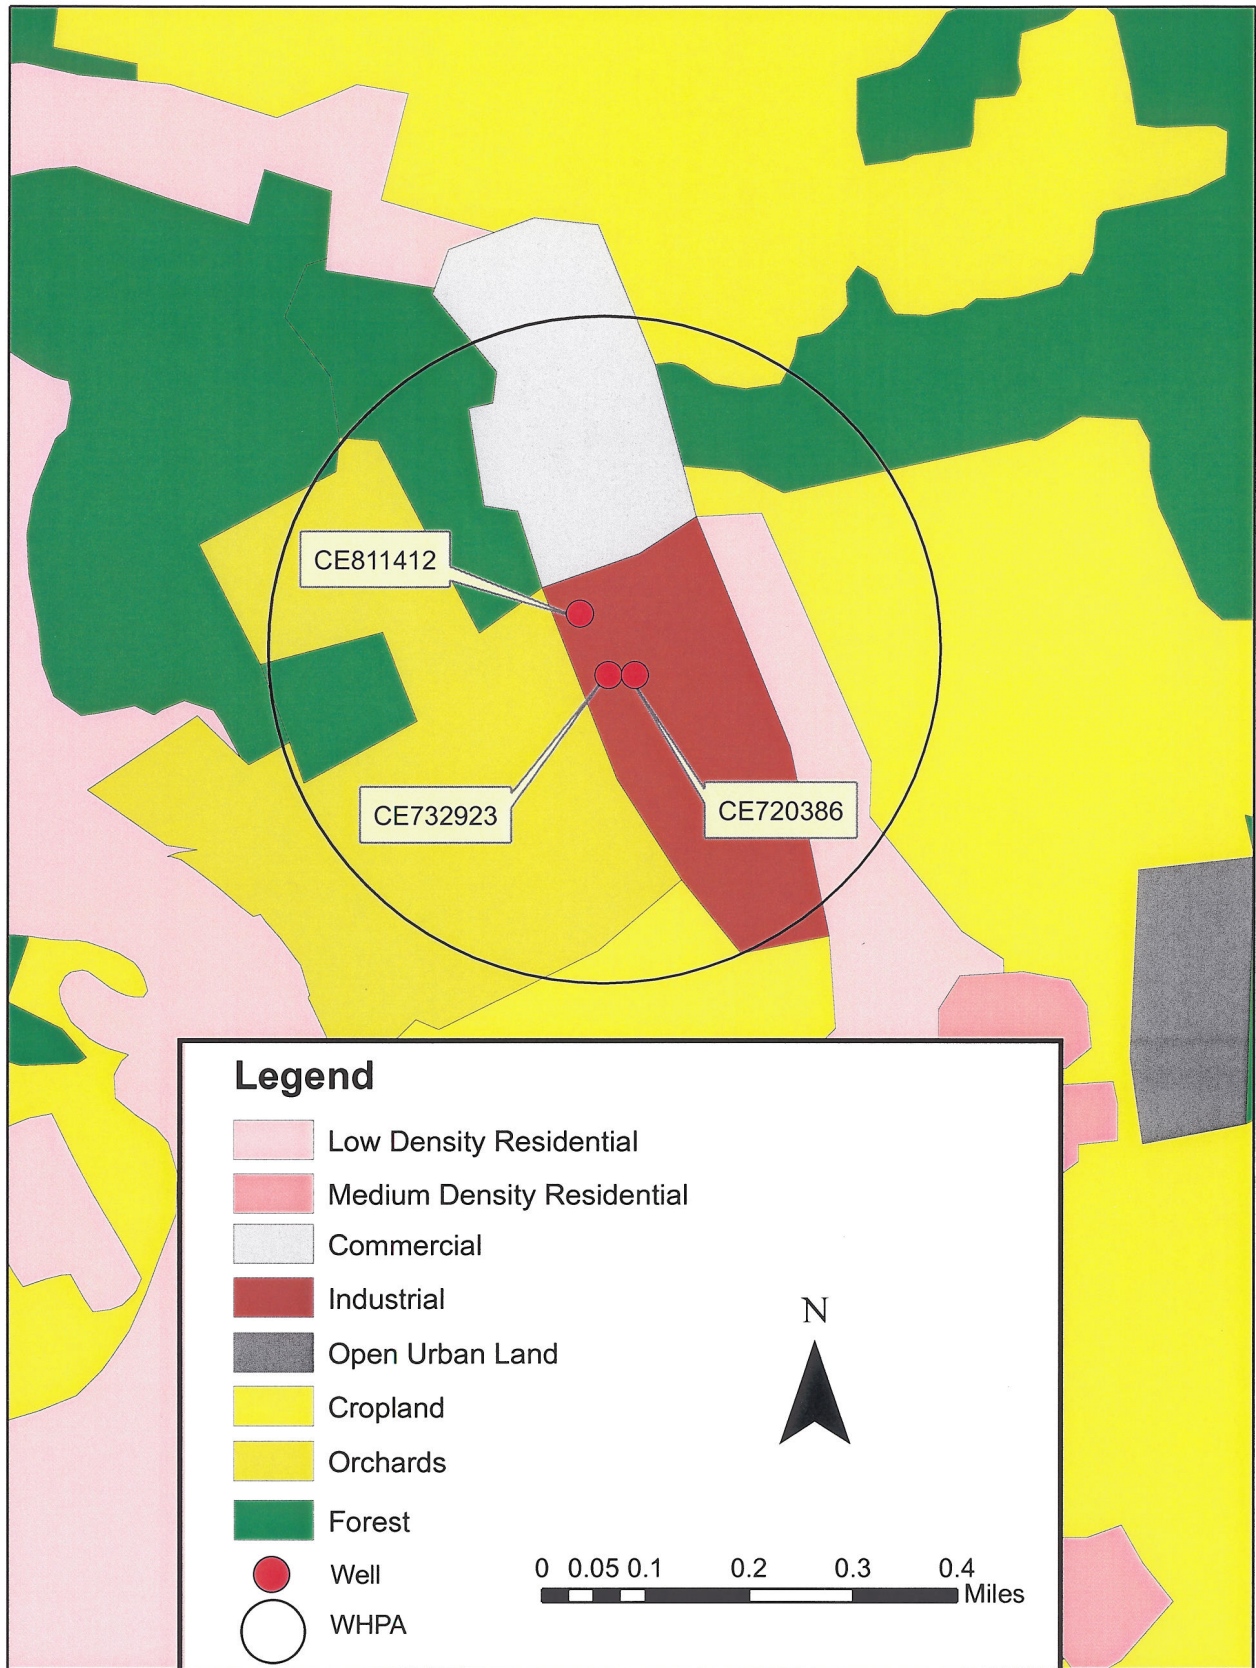 CE811412
CE732923
CE720386
Legend
Low Density Residential
Medium Density Residential
Commercial
Industrial
Open Urban Land
Cropland
Orchards
Forest
Well
WHPA
N
0 0.05 0.1 0.2 0.3 0.4
Miles